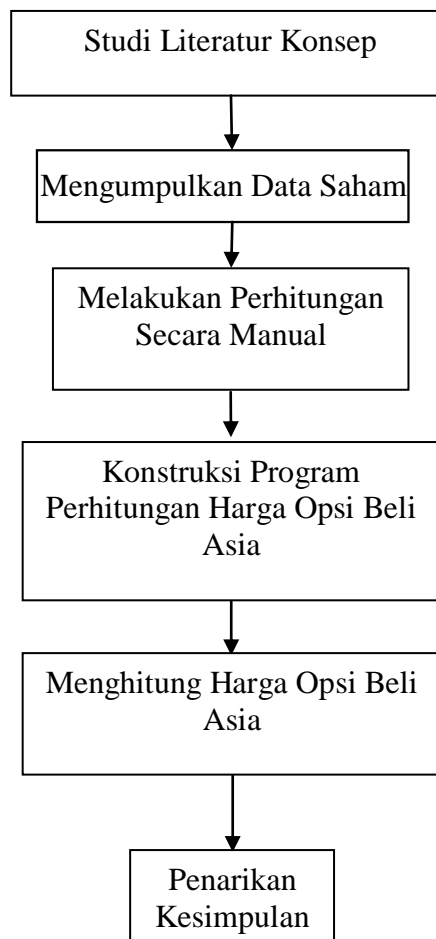 Studi Literatur Konsep
Mengumpulkan Data Saham
Melakukan Perhitungan
Secara Manual
Konstruksi Program
Perhitungan Harga Opsi Beli
Asia
Menghitung Harga Opsi Beli
Asia
Penarikan
Kesimpulan